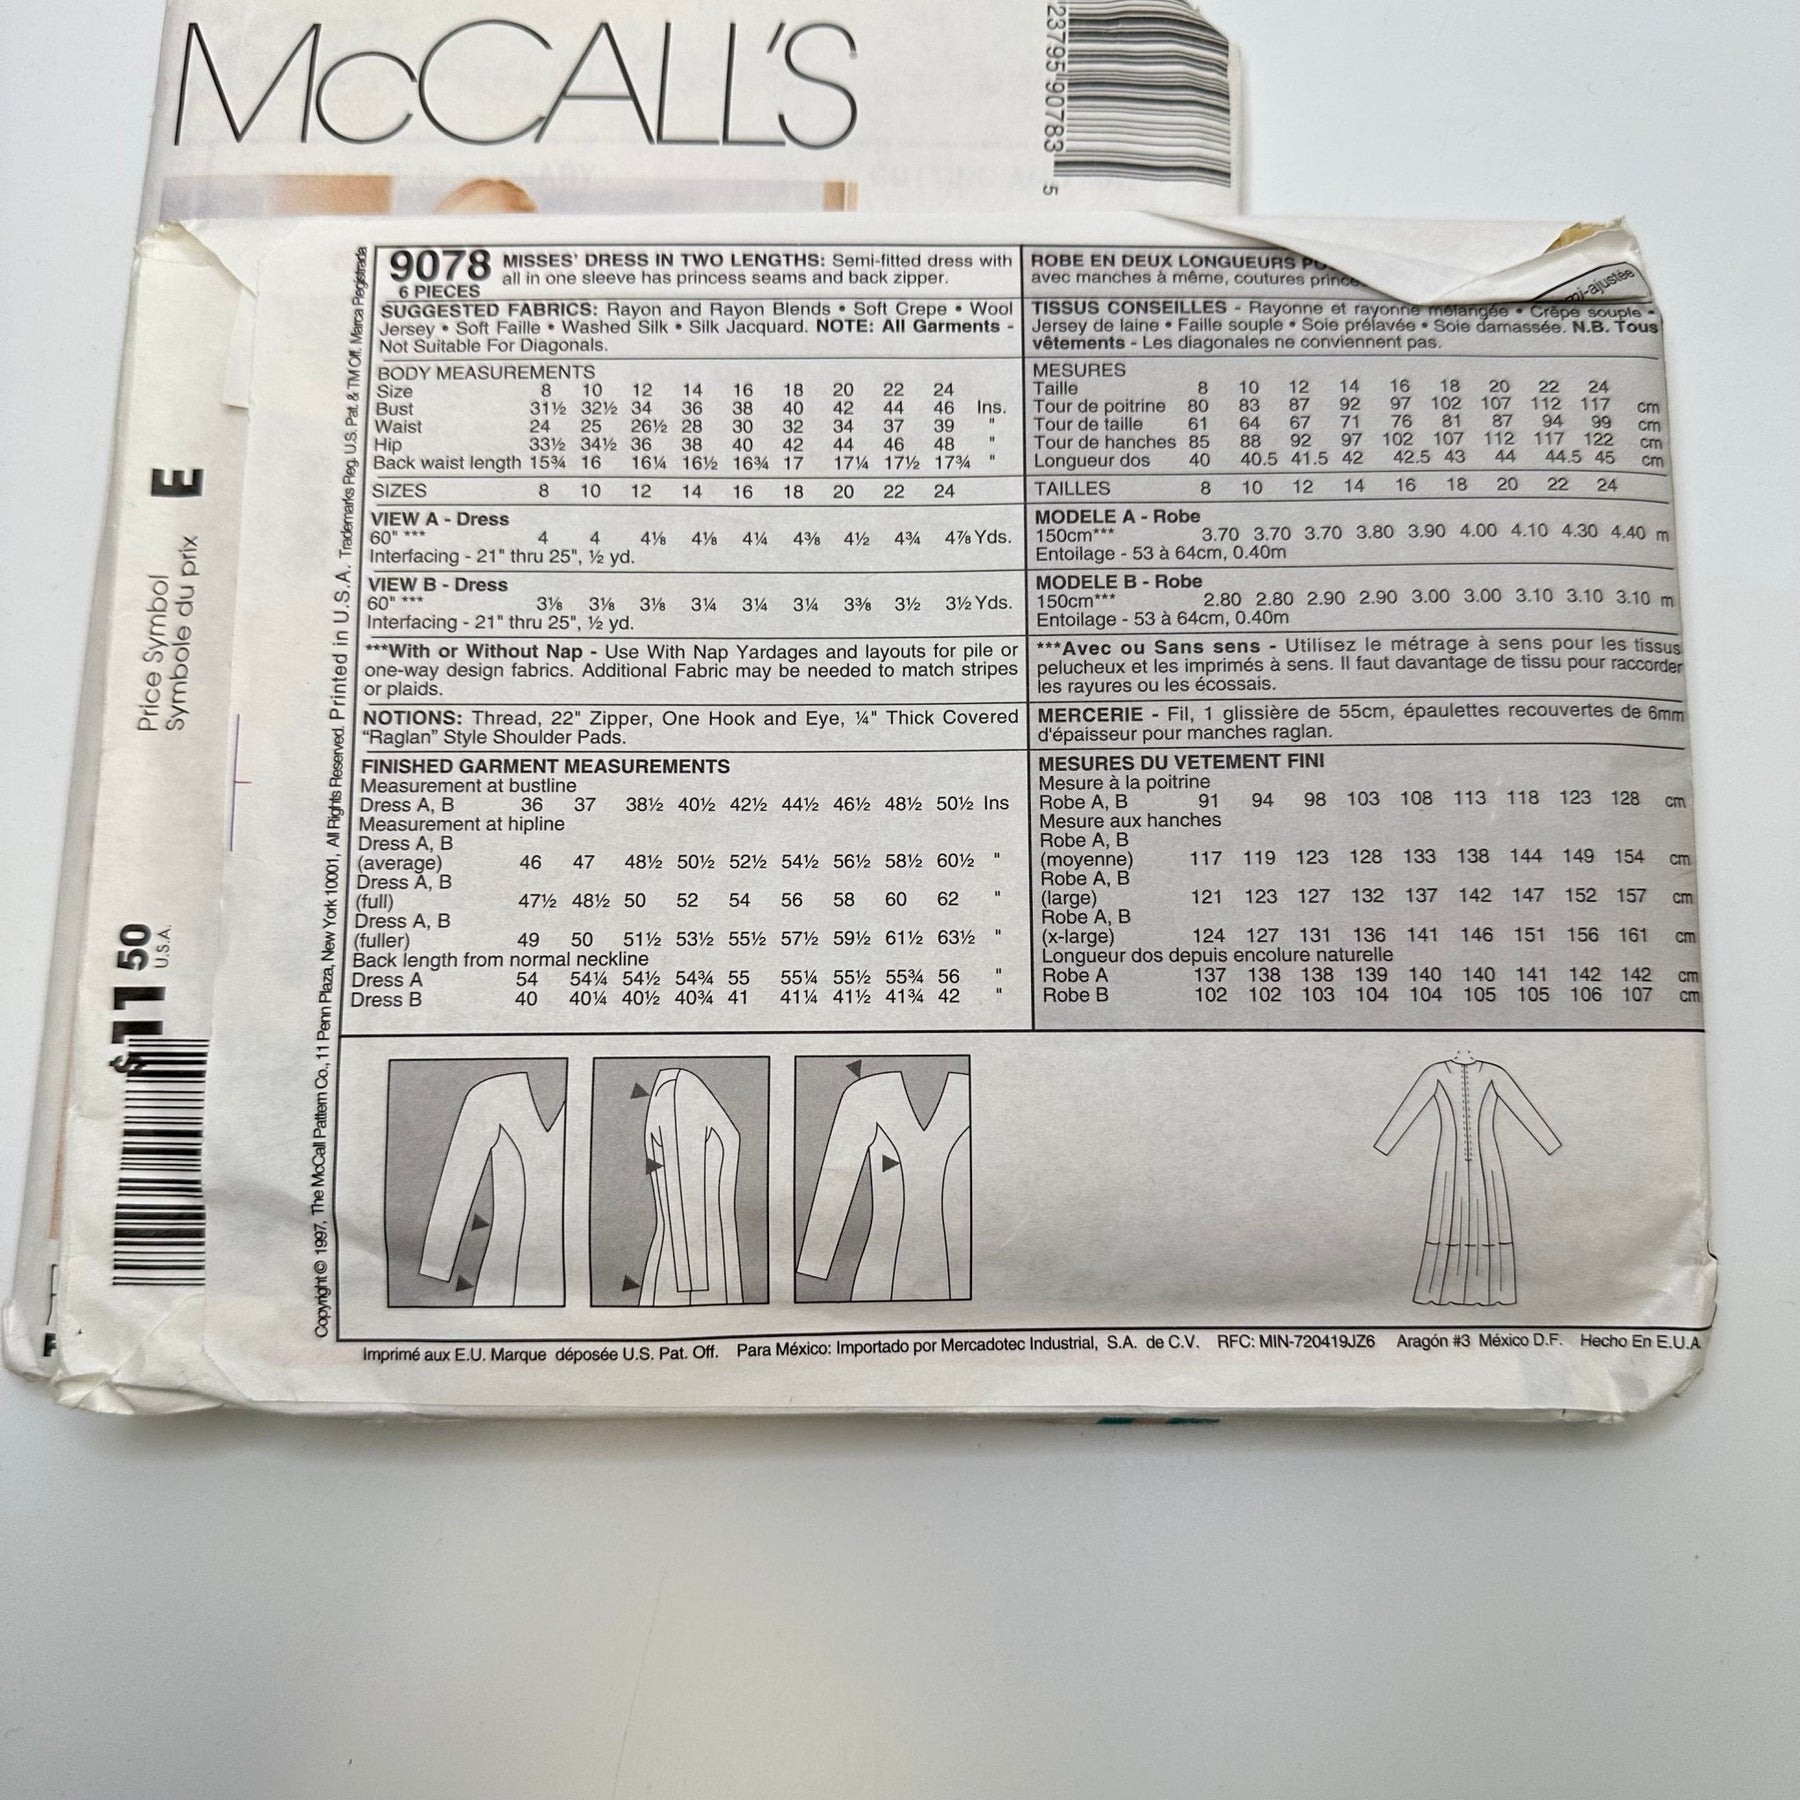 McCALL'S
23795 90783 5
9078
6 PIECES
MISSES' DRESS IN TWO LENGTHS: Semi-fitted dress with
all in one sleeve has princess seams and back zipper.
SUGGESTED FABRICS: Rayon and Rayon Blends • Soft Crepe • Wool
Jersey • Soft Faille • Washed Silk • Silk Jacquard. NOTE: All Garments -
Not Suitable For Diagonals.
BODY MEASUREMENTS
Size 8 10 12 14 16 18 20 22 24
Bust 31½ 32½ 34 36 38 40 42 44 46 Ins.
Waist 24 25 26½ 28 30 32 34 37 39 "
Hip 33½ 34½ 36 38 40 42 44 46 48 "
Back waist length 15¾ 16 16¼ 16½ 16¾ 17 17¼ 17½ 17¾ "
SIZES 8 10 12 14 16 18 20 22 24
VIEW A - Dress
60" *** 4 4 4⅛ 4⅛ 4¼ 4⅜ 4½ 4¾ 4⅞ Yds.
Interfacing - 21" thru 25", ½ yd.
VIEW B - Dress
60" *** 3⅛ 3⅛ 3⅛ 3¼ 3¼ 3¼ 3⅜ 3½ 3½ Yds.
Interfacing - 21" thru 25", ½ yd.
***With or Without Nap - Use With Nap Yardages and layouts for pile or
one-way design fabrics. Additional Fabric may be needed to match stripes
or plaids.
NOTIONS: Thread, 22" Zipper, One Hook and Eye, ¼" Thick Covered
"Raglan" Style Shoulder Pads.
FINISHED GARMENT MEASUREMENTS
Measurement at bustline
Dress A, B 36 37 38½ 40½ 42½ 44½ 46½ 48½ 50½ Ins
Measurement at hipline
Dress A, B
(average) 46 47 48½ 50½ 52½ 54½ 56½ 58½ 60½ "
Dress A, B
(full) 47½ 48½ 50 52 54 56 58 60 62 "
Dress A, B
(fuller) 49 50 51½ 53½ 55½ 57½ 59½ 61½ 63½ "
Back length from normal neckline
Dress A 54 54¼ 54½ 54¾ 55 55¼ 55½ 55¾ 56 "
Dress B 40 40¼ 40½ 40¾ 41 41¼ 41½ 41¾ 42 "
ROBE EN DEUX LONGUEURS
avec manches à même, coutures
mi-ajustée
TISSUS CONSEILLES - Rayonne et rayonne mélangée • Crêpe souple •
Jersey de laine • Faille souple • Soie prélavée • Soie damassée. N.B. Tous
vêtements - Les diagonales ne conviennent pas.
MESURES
Taille 8 10 12 14 16 18 20 22 24
Tour de poitrine 80 83 87 92 97 102 107 112 117 cm
Tour de taille 61 64 67 71 76 81 87 94 99 cm
Tour de hanches 85 88 92 97 102 107 112 117 122 cm
Longueur dos 40 40.5 41.5 42 42.5 43 44 44.5 45 cm
TAILLES 8 10 12 14 16 18 20 22 24
MODELE A - Robe
150cm*** 3.70 3.70 3.70 3.80 3.90 4.00 4.10 4.30 4.40 m
Entoilage - 53 à 64cm, 0.40m
MODELE B - Robe
150cm*** 2.80 2.80 2.90 2.90 3.00 3.00 3.10 3.10 3.10 m
Entoilage - 53 à 64cm, 0.40m
***Avec ou Sans sens - Utilisez le métrage à sens pour les tissus
pelucheux et les imprimés à sens. Il faut davantage de tissu pour raccorder
les rayures ou les écossais.
MERCERIE - Fil, 1 glissière de 55cm, épaulettes recouvertes de 6mm
d'épaisseur pour manches raglan.
MESURES DU VETEMENT FINI
Mesure à la poitrine
Robe A, B 91 94 98 103 108 113 118 123 128 cm
Mesure aux hanches
Robe A, B
(moyenne) 117 119 123 128 133 138 144 149 154 cm
Robe A, B
(large) 121 123 127 132 137 142 147 152 157 cm
Robe A, B
(x-large) 124 127 131 136 141 146 151 156 161 cm
Longueur dos depuis encolure naturelle
Robe A 137 138 138 139 140 140 141 142 142 cm
Robe B 102 102 103 104 104 105 105 106 107 cm
Imprimé aux E.U. Marque déposée U.S. Pat. Off. Para México: Importado por Mercadotec Industrial, S.A. de C.V. RFC: MIN-720419JZ6 Aragón #3 México D.F. Hecho En E.U.A
Copyright © 1997, The McCall Pattern Co., 11 Penn Plaza, New York 10001, All Rights Reserved. Printed in U.S.A. Trademarks Reg. U.S. Pat. & TM Off. Marca Registrada
Price Symbol
Symbole du prix
E
$11 50
U.S.A.